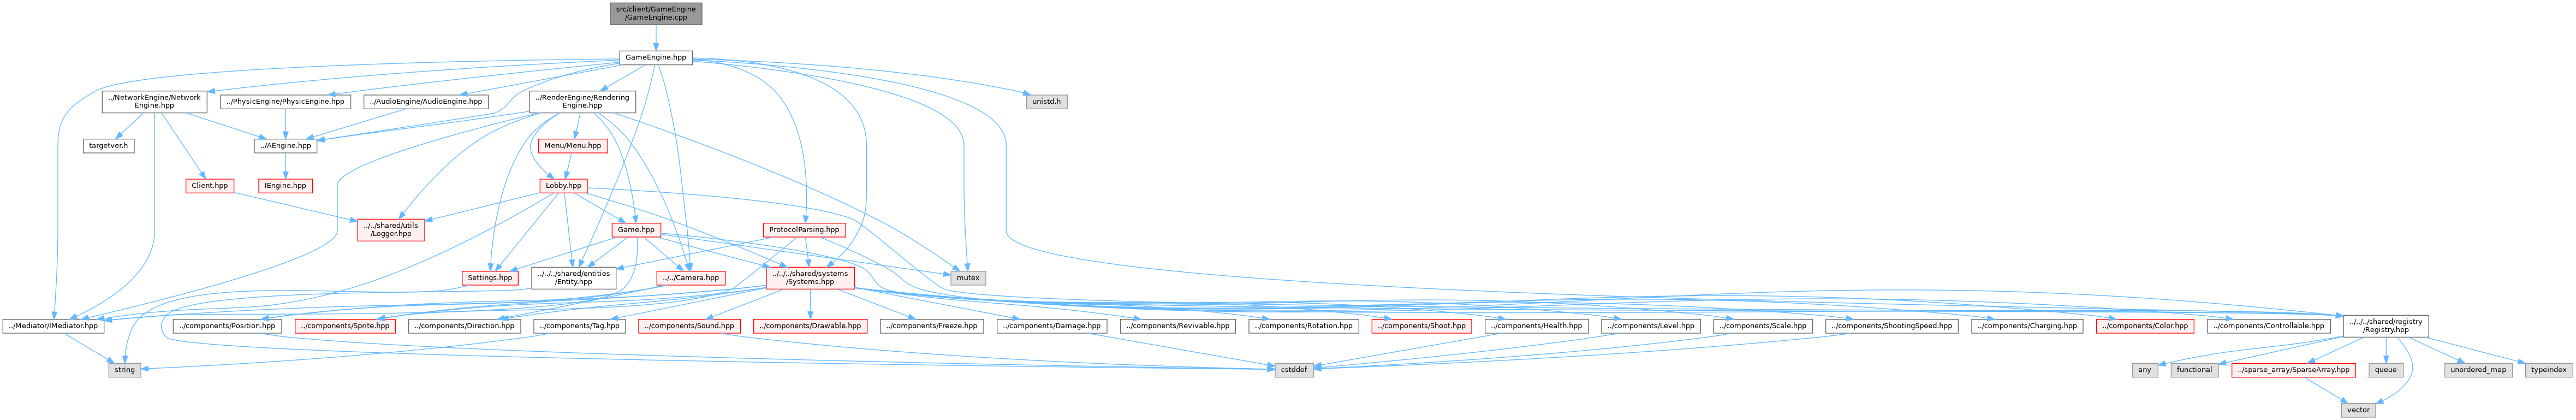 src/client/GameEngine
/GameEngine.cpp
GameEngine.hpp
../NetworkEngine/Network
Engine.hpp
../PhysicEngine/PhysicEngine.hpp
../AudioEngine/AudioEngine.hpp
../RenderEngine/Rendering
Engine.hpp
unistd.h
targetver.h
../AEngine.hpp
Menu/Menu.hpp
Client.hpp
IEngine.hpp
Lobby.hpp
../../shared/utils
/Logger.hpp
Game.hpp
ProtocolParsing.hpp
Settings.hpp
../../../shared/entities
/Entity.hpp
../../Camera.hpp
../../../shared/systems
/Systems.hpp
mutex
../Mediator/IMediator.hpp
../components/Position.hpp
../components/Sprite.hpp
../components/Direction.hpp
../components/Tag.hpp
../components/Sound.hpp
../components/Drawable.hpp
../components/Freeze.hpp
../components/Damage.hpp
../components/Revivable.hpp
../components/Rotation.hpp
../components/Shoot.hpp
../components/Health.hpp
../components/Level.hpp
../components/Scale.hpp
../components/ShootingSpeed.hpp
../components/Charging.hpp
../components/Color.hpp
../components/Controllable.hpp
../../../shared/registry
/Registry.hpp
string
cstddef
any
functional
../sparse_array/SparseArray.hpp
queue
unordered_map
typeindex
vector